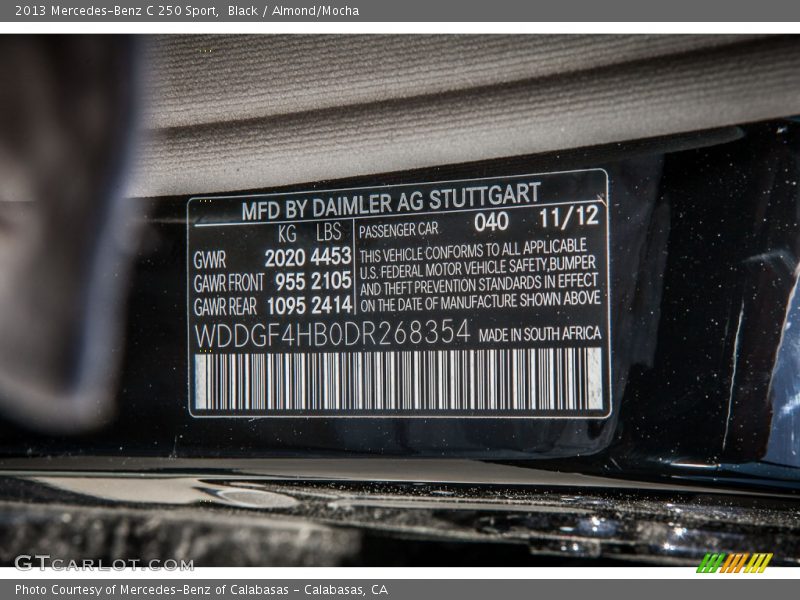 2013 Mercedes-Benz C 250 Sport, Black / Almond/Mocha
MFD BY DAIMLER AG STUTTGART
KG LBS
GVWR 2020 4453
GAWR FRONT 955 2105
GAWR REAR 1095 2414
PASSENGER CAR 040 11/12
THIS VEHICLE CONFORMS TO ALL APPLICABLE
U.S. FEDERAL MOTOR VEHICLE SAFETY,BUMPER
AND THEFT PREVENTION STANDARDS IN EFFECT
ON THE DATE OF MANUFACTURE SHOWN ABOVE
WDDGF4HB0DR268354 MADE IN SOUTH AFRICA
GTCARLOT.COM
Photo Courtesy of Mercedes-Benz of Calabasas - Calabasas, CA